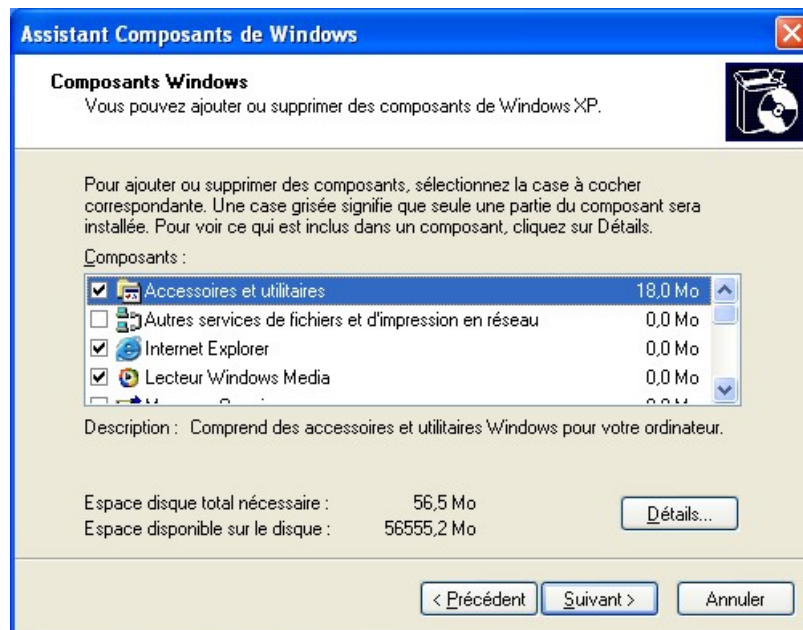 Assistant Composants de Windows
Composants Windows
Vous pouvez ajouter ou supprimer des composants de Windows XP.
Pour ajouter ou supprimer des composants, sélectionnez la case à cocher
correspondante. Une case grisée signifie que seule une partie du composant sera
installée. Pour voir ce qui est inclus dans un composant, cliquez sur Détails.
Composants :
Accessoires et utilitaires 18,0 Mo
Autres services de fichiers et d'impression en réseau 0,0 Mo
Internet Explorer 0,0 Mo
Lecteur Windows Media 0,0 Mo
Description : Comprend des accessoires et utilitaires Windows pour votre ordinateur.
Espace disque total nécessaire : 56,5 Mo
Espace disponible sur le disque : 56555,2 Mo
Détails...
< Précédent Suivant > Annuler